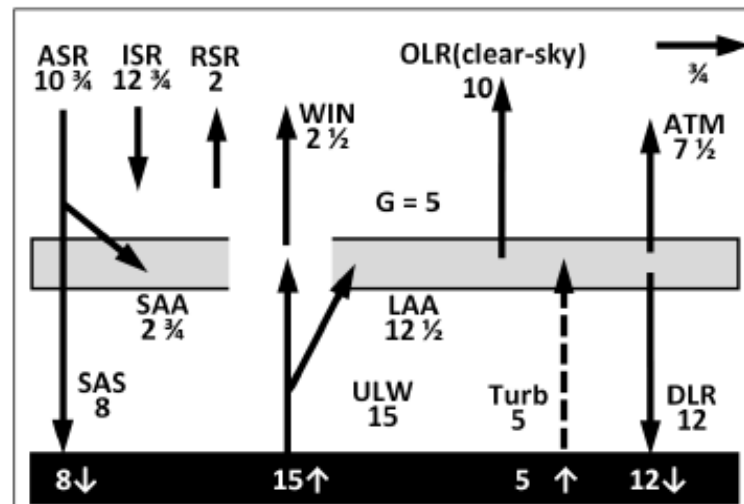 ASR
10 ¾
ISR
12 ¾
RSR
2
OLR(clear-sky)
10
¾
WIN
2 ½
ATM
7 ½
G = 5
SAA
2 ¾
LAA
12 ½
SAS
8
ULW
15
Turb
5
DLR
12
8↓
15↑
5 ↑
12↓